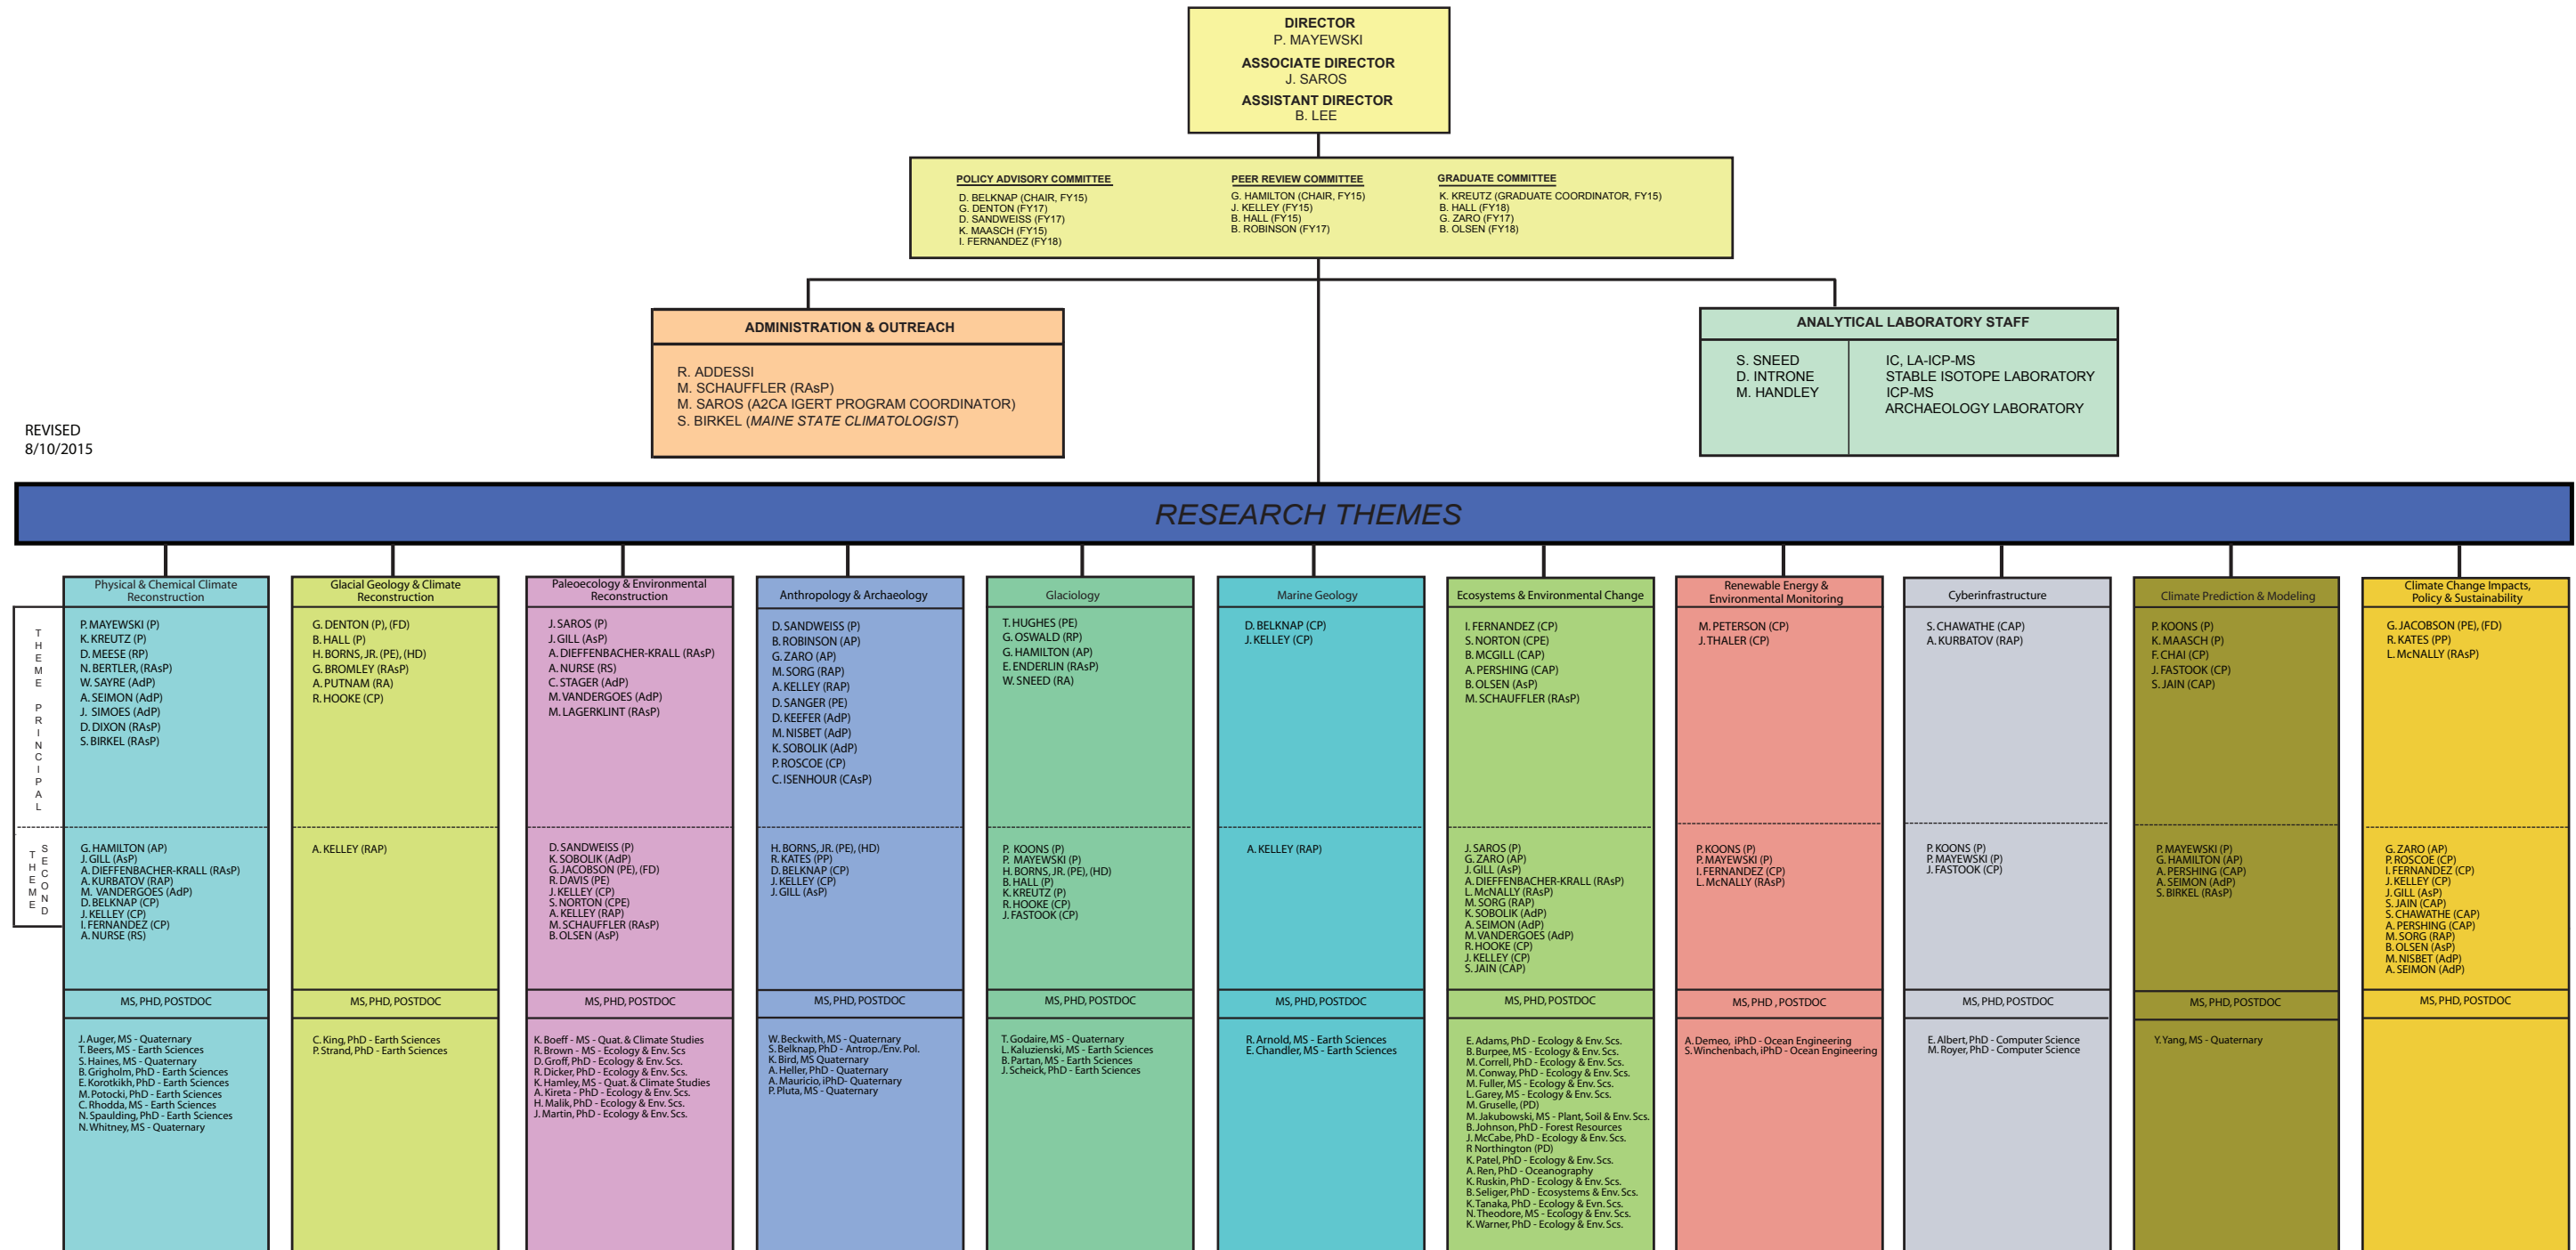 DIRECTOR
P. MAYEWSKI
ASSOCIATE DIRECTOR
J. SAROS
ASSISTANT DIRECTOR
B. LEE
POLICY ADVISORY COMMITTEE
D. BELKNAP (CHAIR, FY15)
G. DENTON (FY17)
D. SANDWEISS (FY17)
K. MAASCH (FY15)
I. FERNANDEZ (FY18)
PEER REVIEW COMMITTEE
G. HAMILTON (CHAIR, FY15)
J. KELLEY (FY15)
B. HALL (FY15)
B. ROBINSON (FY17)
GRADUATE COMMITTEE
K. KREUTZ (GRADUATE COORDINATOR, FY15)
B. HALL (FY18)
G. ZARO (FY17)
B. OLSEN (FY18)
ADMINISTRATION & OUTREACH
R. ADDESSI
M. SCHAUFFLER (RAsP)
M. SAROS (A2CA IGERT PROGRAM COORDINATOR)
S. BIRKEL (MAINE STATE CLIMATOLOGIST)
ANALYTICAL LABORATORY STAFF
S. SNEED
D. INTRONE
M. HANDLEY
IC, LA-ICP-MS
STABLE ISOTOPE LABORATORY
ICP-MS
ARCHAEOLOGY LABORATORY
REVISED
8/10/2015
RESEARCH THEMES
THEME PRINCIPAL
THEME SECOND
Physical & Chemical Climate
Reconstruction
P. MAYEWSKI (P)
K. KREUTZ (P)
D. MEESE (RP)
N. BERTLER, (RAsP)
W. SAYRE (AdP)
A. SEIMON (AdP)
J. SIMOES (AdP)
D. DIXON (RAsP)
S. BIRKEL (RAsP)
G. HAMILTON (AP)
J. GILL (AsP)
A. DIEFFENBACHER-KRALL (RAsP)
A. KURBATOV (RAP)
M. VANDERGOES (AdP)
D. BELKNAP (CP)
J. KELLEY (CP)
I. FERNANDEZ (CP)
A. NURSE (RS)
MS, PHD, POSTDOC
J. Auger, MS - Quaternary
T. Beers, MS - Earth Sciences
S. Haines, MS - Quaternary
B. Grigholm, PhD - Earth Sciences
E. Korotkikh, PhD - Earth Sciences
M. Potocki, PhD - Earth Sciences
C. Rhodda, MS - Earth Sciences
N. Spaulding, PhD - Earth Sciences
N. Whitney, MS - Quaternary
Glacial Geology & Climate
Reconstruction
G. DENTON (P), (FD)
B. HALL (P)
H. BORNS, JR. (PE), (HD)
G. BROMLEY (RAsP)
A. PUTNAM (RA)
R. HOOKE (CP)
A. KELLEY (RAP)
MS, PHD, POSTDOC
C. King, PhD - Earth Sciences
P. Strand, PhD - Earth Sciences
Paleoecology & Environmental
Reconstruction
J. SAROS (P)
J. GILL (AsP)
A. DIEFFENBACHER-KRALL (RAsP)
A. NURSE (RS)
C. STAGER (AdP)
M. VANDERGOES (AdP)
M. LAGERKLINT (RAsP)
D. SANDWEISS (P)
K. SOBOLIK (AdP)
G. JACOBSON (PE), (FD)
R. DAVIS (PE)
J. KELLEY (CP)
S. NORTON (CPE)
A. KELLEY (RAP)
M. SCHAUFFLER (RAsP)
B. OLSEN (AsP)
MS, PHD, POSTDOC
K. Boeff - MS - Quat. & Climate Studies
R. Brown - MS - Ecology & Env. Scs
D. Groff, PhD - Ecology & Env. Scs.
R. Dicker, PhD - Ecology & Env. Scs.
K. Hamley, MS - Quat. & Climate Studies
A. Kireta - PhD - Ecology & Env. Scs.
H. Malik, PhD - Ecology & Env. Scs.
J. Martin, PhD - Ecology & Env. Scs.
Anthropology & Archaeology
D. SANDWEISS (P)
B. ROBINSON (AP)
G. ZARO (AP)
M. SORG (RAP)
A. KELLEY (RAP)
D. SANGER (PE)
D. KEEFER (AdP)
M. NISBET (AdP)
K. SOBOLIK (AdP)
P. ROSCOE (CP)
C. ISENHOUR (CAsP)
H. BORNS, JR. (PE), (HD)
R. KATES (PP)
D. BELKNAP (CP)
J. KELLEY (CP)
J. GILL (AsP)
MS, PHD, POSTDOC
W. Beckwith, MS - Quaternary
S. Belknap, PhD - Antrop./Env. Pol.
K. Bird, MS Quaternary
A. Heller, PhD - Quaternary
A. Mauricio, iPhD- Quaternary
P. Pluta, MS - Quaternary
Glaciology
T. HUGHES (PE)
G. OSWALD (RP)
G. HAMILTON (AP)
E. ENDERLIN (RAsP)
W. SNEED (RA)
P. KOONS (P)
P. MAYEWSKI (P)
H. BORNS, JR. (PE), (HD)
B. HALL (P)
K. KREUTZ (P)
R. HOOKE (CP)
J. FASTOOK (CP)
MS, PHD, POSTDOC
T. Godaire, MS - Quaternary
L. Kaluzienski, MS - Earth Sciences
B. Partan, MS - Earth Sciences
J. Scheick, PhD - Earth Sciences
Marine Geology
D. BELKNAP (CP)
J. KELLEY (CP)
A. KELLEY (RAP)
MS, PHD, POSTDOC
R. Arnold, MS - Earth Sciences
E. Chandler, MS - Earth Sciences
Ecosystems & Environmental Change
I. FERNANDEZ (CP)
S. NORTON (CPE)
B. MCGILL (CAP)
A. PERSHING (CAP)
B. OLSEN (AsP)
M. SCHAUFFLER (RAsP)
J. SAROS (P)
G. ZARO (AP)
J. GILL (AsP)
A. DIEFFENBACHER-KRALL (RAsP)
L. McNALLY (RAsP)
M. SORG (RAP)
K. SOBOLIK (AdP)
A. SEIMON (AdP)
M. VANDERGOES (AdP)
R. HOOKE (CP)
J. KELLEY (CP)
S. JAIN (CAP)
MS, PHD, POSTDOC
E. Adams, PhD - Ecology & Env. Scs.
B. Burpee, MS - Ecology & Env. Scs.
M. Correll, PhD - Ecology & Env. Scs.
M. Conway, PhD - Ecology & Env. Scs.
M. Fuller, MS - Ecology & Env. Scs.
L. Garey, MS - Ecology & Env. Scs.
M. Gruselle, (PD)
M. Jakubowski, MS - Plant, Soil & Env. Scs.
B. Johnson, PhD - Forest Resources
J. McCabe, PhD - Ecology & Env. Scs.
R Northington (PD)
K. Patel, PhD - Ecology & Env. Scs.
A. Ren, PhD - Oceanography
K. Ruskin, PhD - Ecology & Env. Scs.
B. Seliger, PhD - Ecosystems & Env. Scs.
K. Tanaka, PhD - Ecology & Evn. Scs.
N. Theodore, MS - Ecology & Env. Scs.
K. Warner, PhD - Ecology & Env. Scs.
Renewable Energy &
Environmental Monitoring
M. PETERSON (CP)
J. THALER (CP)
P. KOONS (P)
P. MAYEWSKI (P)
I. FERNANDEZ (CP)
L. McNALLY (RAsP)
MS, PHD , POSTDOC
A. Demeo, iPhD - Ocean Engineering
S. Winchenbach, iPhD - Ocean Engineering
Cyberinfrastructure
S. CHAWATHE (CAP)
A. KURBATOV (RAP)
P. KOONS (P)
P. MAYEWSKI (P)
J. FASTOOK (CP)
MS, PHD, POSTDOC
E. Albert, PhD - Computer Science
M. Royer, PhD - Computer Science
Climate Prediction & Modeling
P. KOONS (P)
K. MAASCH (P)
F. CHAI (CP)
J. FASTOOK (CP)
S. JAIN (CAP)
P. MAYEWSKI (P)
G. HAMILTON (AP)
A. PERSHING (CAP)
A. SEIMON (AdP)
S. BIRKEL (RAsP)
MS, PHD, POSTDOC
Y. Yang, MS - Quaternary
Climate Change Impacts,
Policy & Sustainability
G. JACOBSON (PE), (FD)
R. KATES (PP)
L. McNALLY (RAsP)
G. ZARO (AP)
P. ROSCOE (CP)
I. FERNANDEZ (CP)
J. KELLEY (CP)
J. GILL (AsP)
S. JAIN (CAP)
S. CHAWATHE (CAP)
A. PERSHING (CAP)
M. SORG (RAP)
B. OLSEN (AsP)
M. NISBET (AdP)
A. SEIMON (AdP)
MS, PHD, POSTDOC